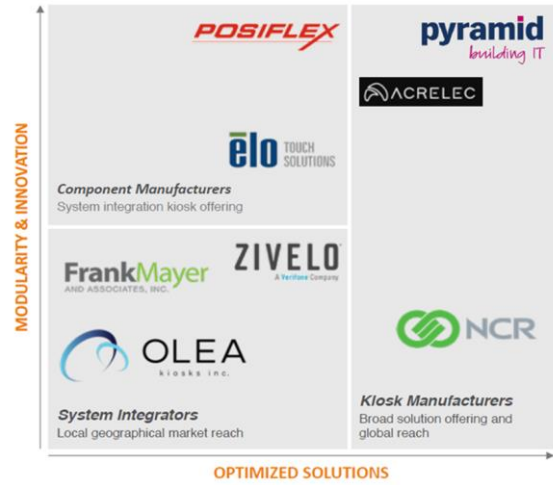 MODULARITY & INNOVATION
POSIFLEX
elo TOUCH
SOLUTIONS
Component Manufacturers
System integration kiosk offering
pyramid
building IT
ACRELEC
FrankMayer
AND ASSOCIATES, INC.
ZIVELO
A Verifone Company
OLEA
kiosks inc.
System Integrators
Local geographical market reach
NCR
Kiosk Manufacturers
Broad solution offering and
global reach
OPTIMIZED SOLUTIONS